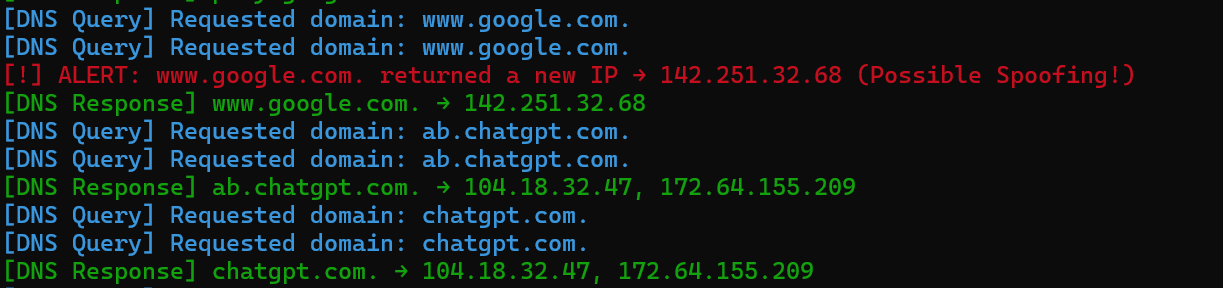 [DNS Query] Requested domain: www.google.com.
[DNS Query] Requested domain: www.google.com.
[!] ALERT: www.google.com. returned a new IP → 142.251.32.68 (Possible Spoofing!)
[DNS Response] www.google.com. → 142.251.32.68
[DNS Query] Requested domain: ab.chatgpt.com.
[DNS Query] Requested domain: ab.chatgpt.com.
[DNS Response] ab.chatgpt.com. → 104.18.32.47, 172.64.155.209
[DNS Query] Requested domain: chatgpt.com.
[DNS Query] Requested domain: chatgpt.com.
[DNS Response] chatgpt.com. → 104.18.32.47, 172.64.155.209